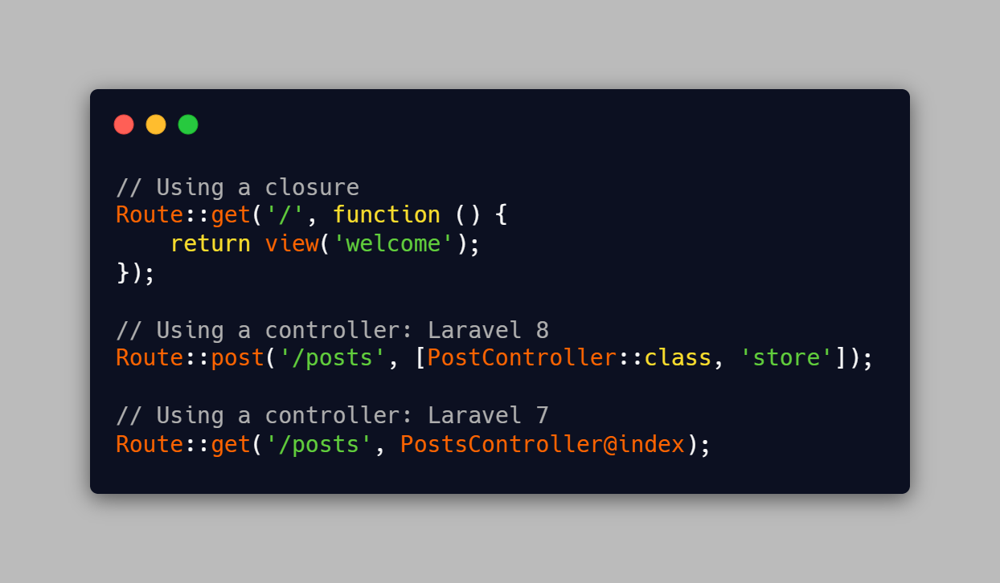 // Using a closure
Route::get('/', function () {
    return view('welcome');
});
// Using a controller: Laravel 8
Route::post('/posts', [PostController::class, 'store']);
// Using a controller: Laravel 7
Route::get('/posts', PostsController@index);